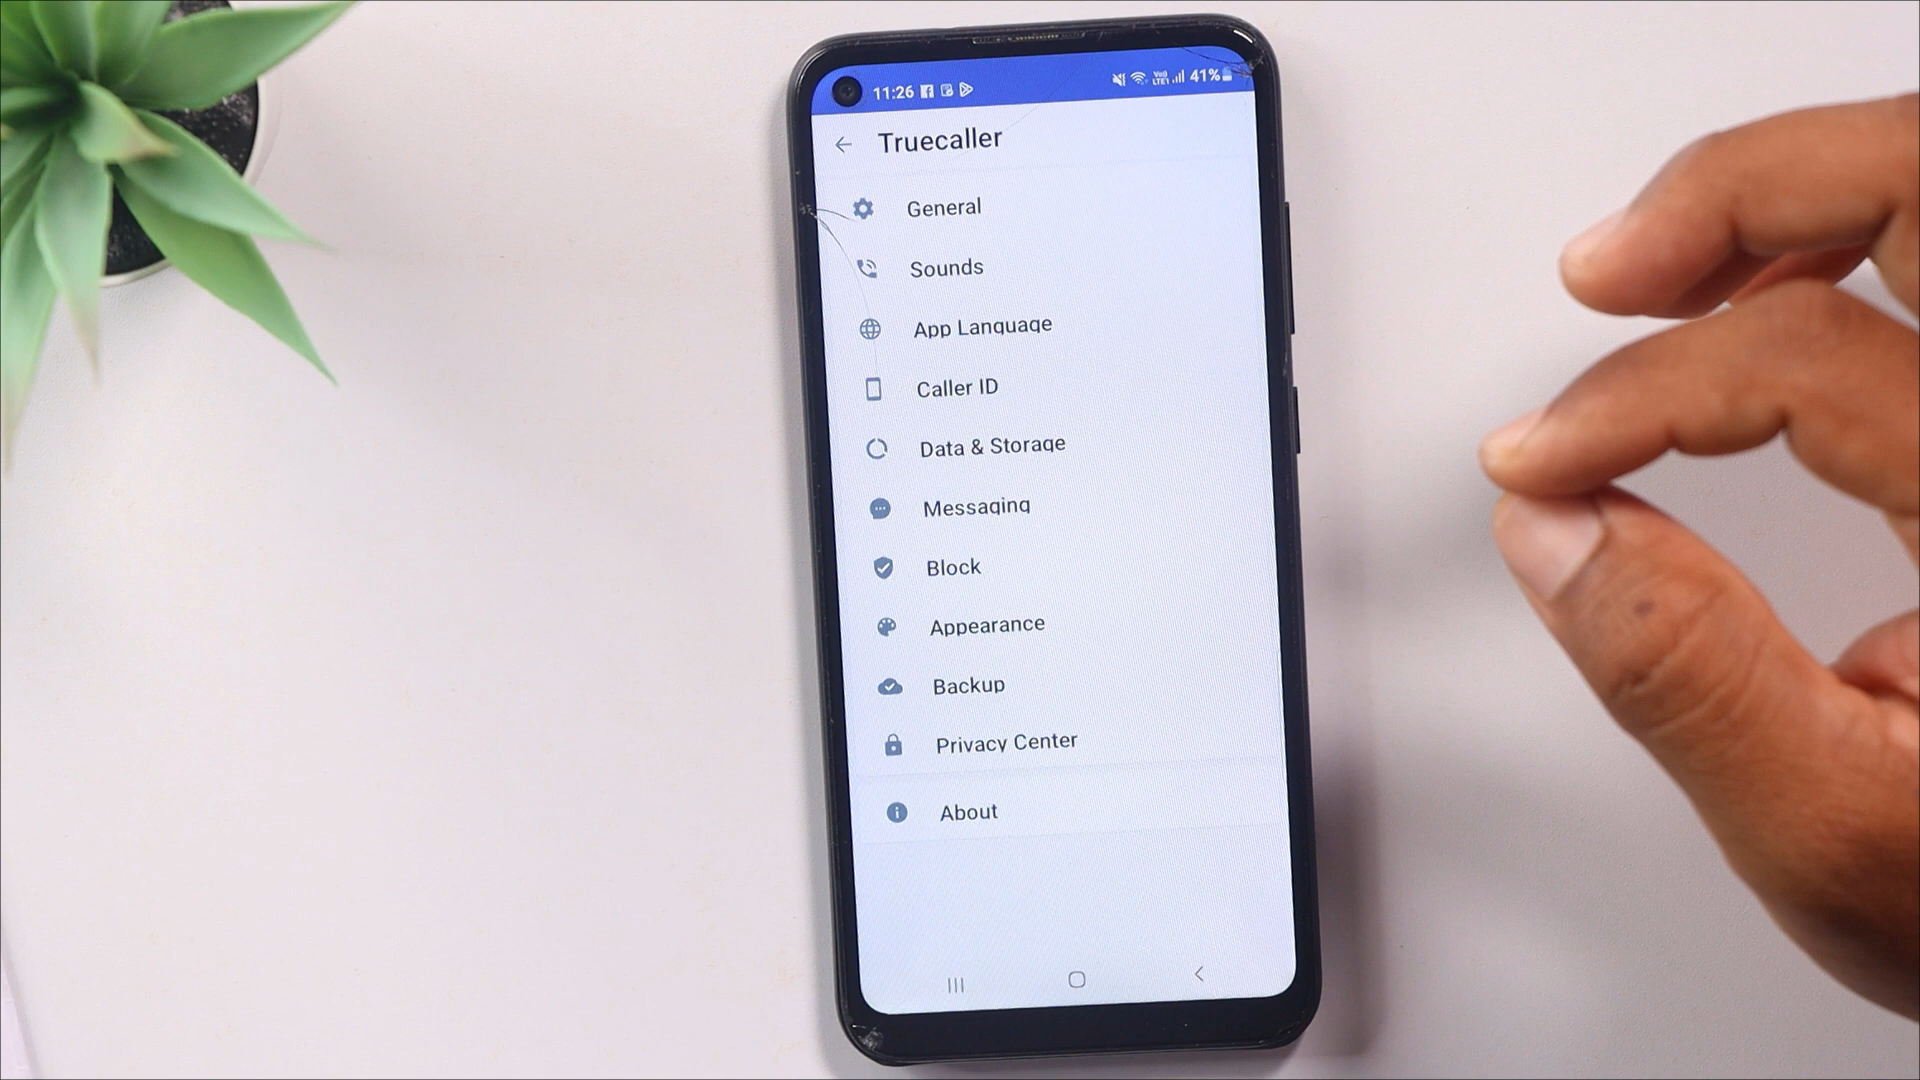 11:26
41%
Truecaller
General
Sounds
App Language
Caller ID
Data & Storage
Messaging
Block
Appearance
Backup
Privacy Center
About